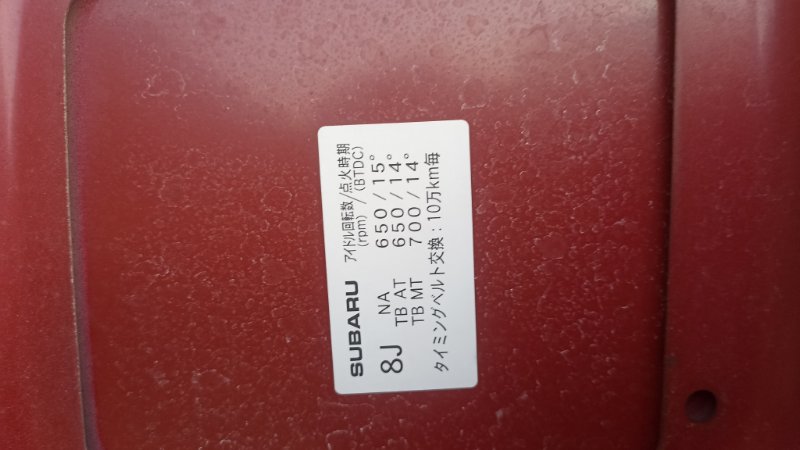 SUBARU アイドル回転数/点火時期
(rpm) / (BTDC)
8J NA 650/15°
TB AT 650/14°
TB MT 700/14°
タイミングベルト交換：10万km毎